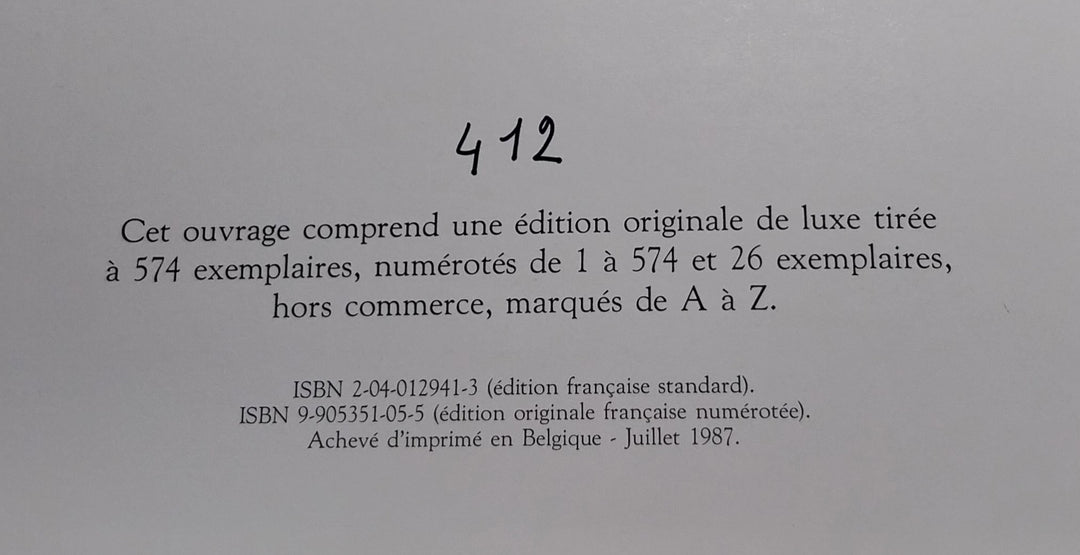 412
Cet ouvrage comprend une édition originale de luxe tirée
à 574 exemplaires, numérotés de 1 à 574 et 26 exemplaires,
hors commerce, marqués de A à Z.
ISBN 2-04-012941-3 (édition française standard).
ISBN 9-905351-05-5 (édition originale française numérotée).
Achevé d'imprimé en Belgique - Juillet 1987.